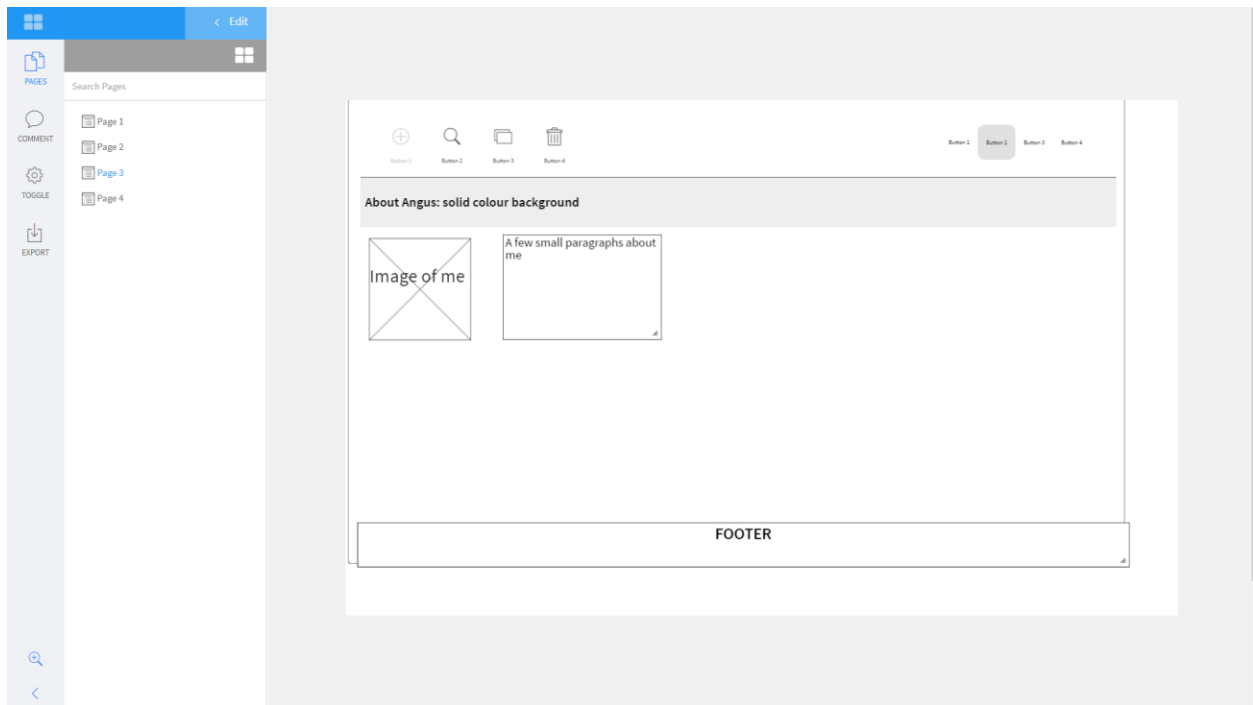 Edit
PAGES
Search Pages
COMMENT
Page 1
Page 2
Page 3
Page 4
TOGGLE
EXPORT
Button 1
Button 2
Button 3
Button 4
Button 1
Button 2
Button 3
Button 4
About Angus: solid colour background
Image of me
A few small paragraphs about
me
FOOTER